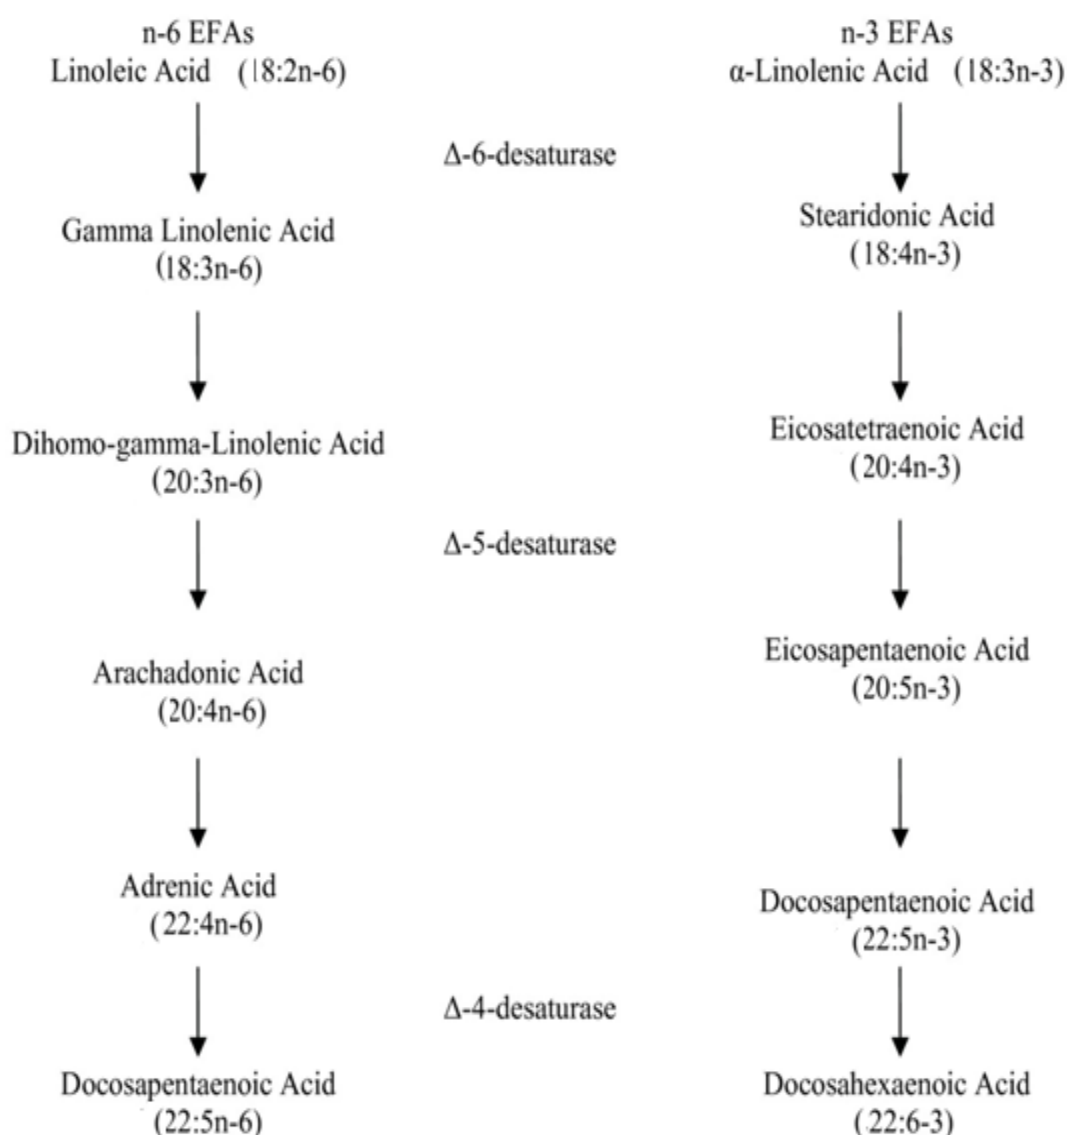 n-6 EFAs
Linoleic Acid (18:2n-6)
n-3 EFAs
α-Linolenic Acid (18:3n-3)
Δ-6-desaturase
Gamma Linolenic Acid
(18:3n-6)
Stearidonic Acid
(18:4n-3)
Dihomo-gamma-Linolenic Acid
(20:3n-6)
Eicosatetraenoic Acid
(20:4n-3)
Δ-5-desaturase
Arachadonic Acid
(20:4n-6)
Eicosapentaenoic Acid
(20:5n-3)
Adrenic Acid
(22:4n-6)
Docosapentaenoic Acid
(22:5n-3)
Δ-4-desaturase
Docosapentaenoic Acid
(22:5n-6)
Docosahexaenoic Acid
(22:6-3)